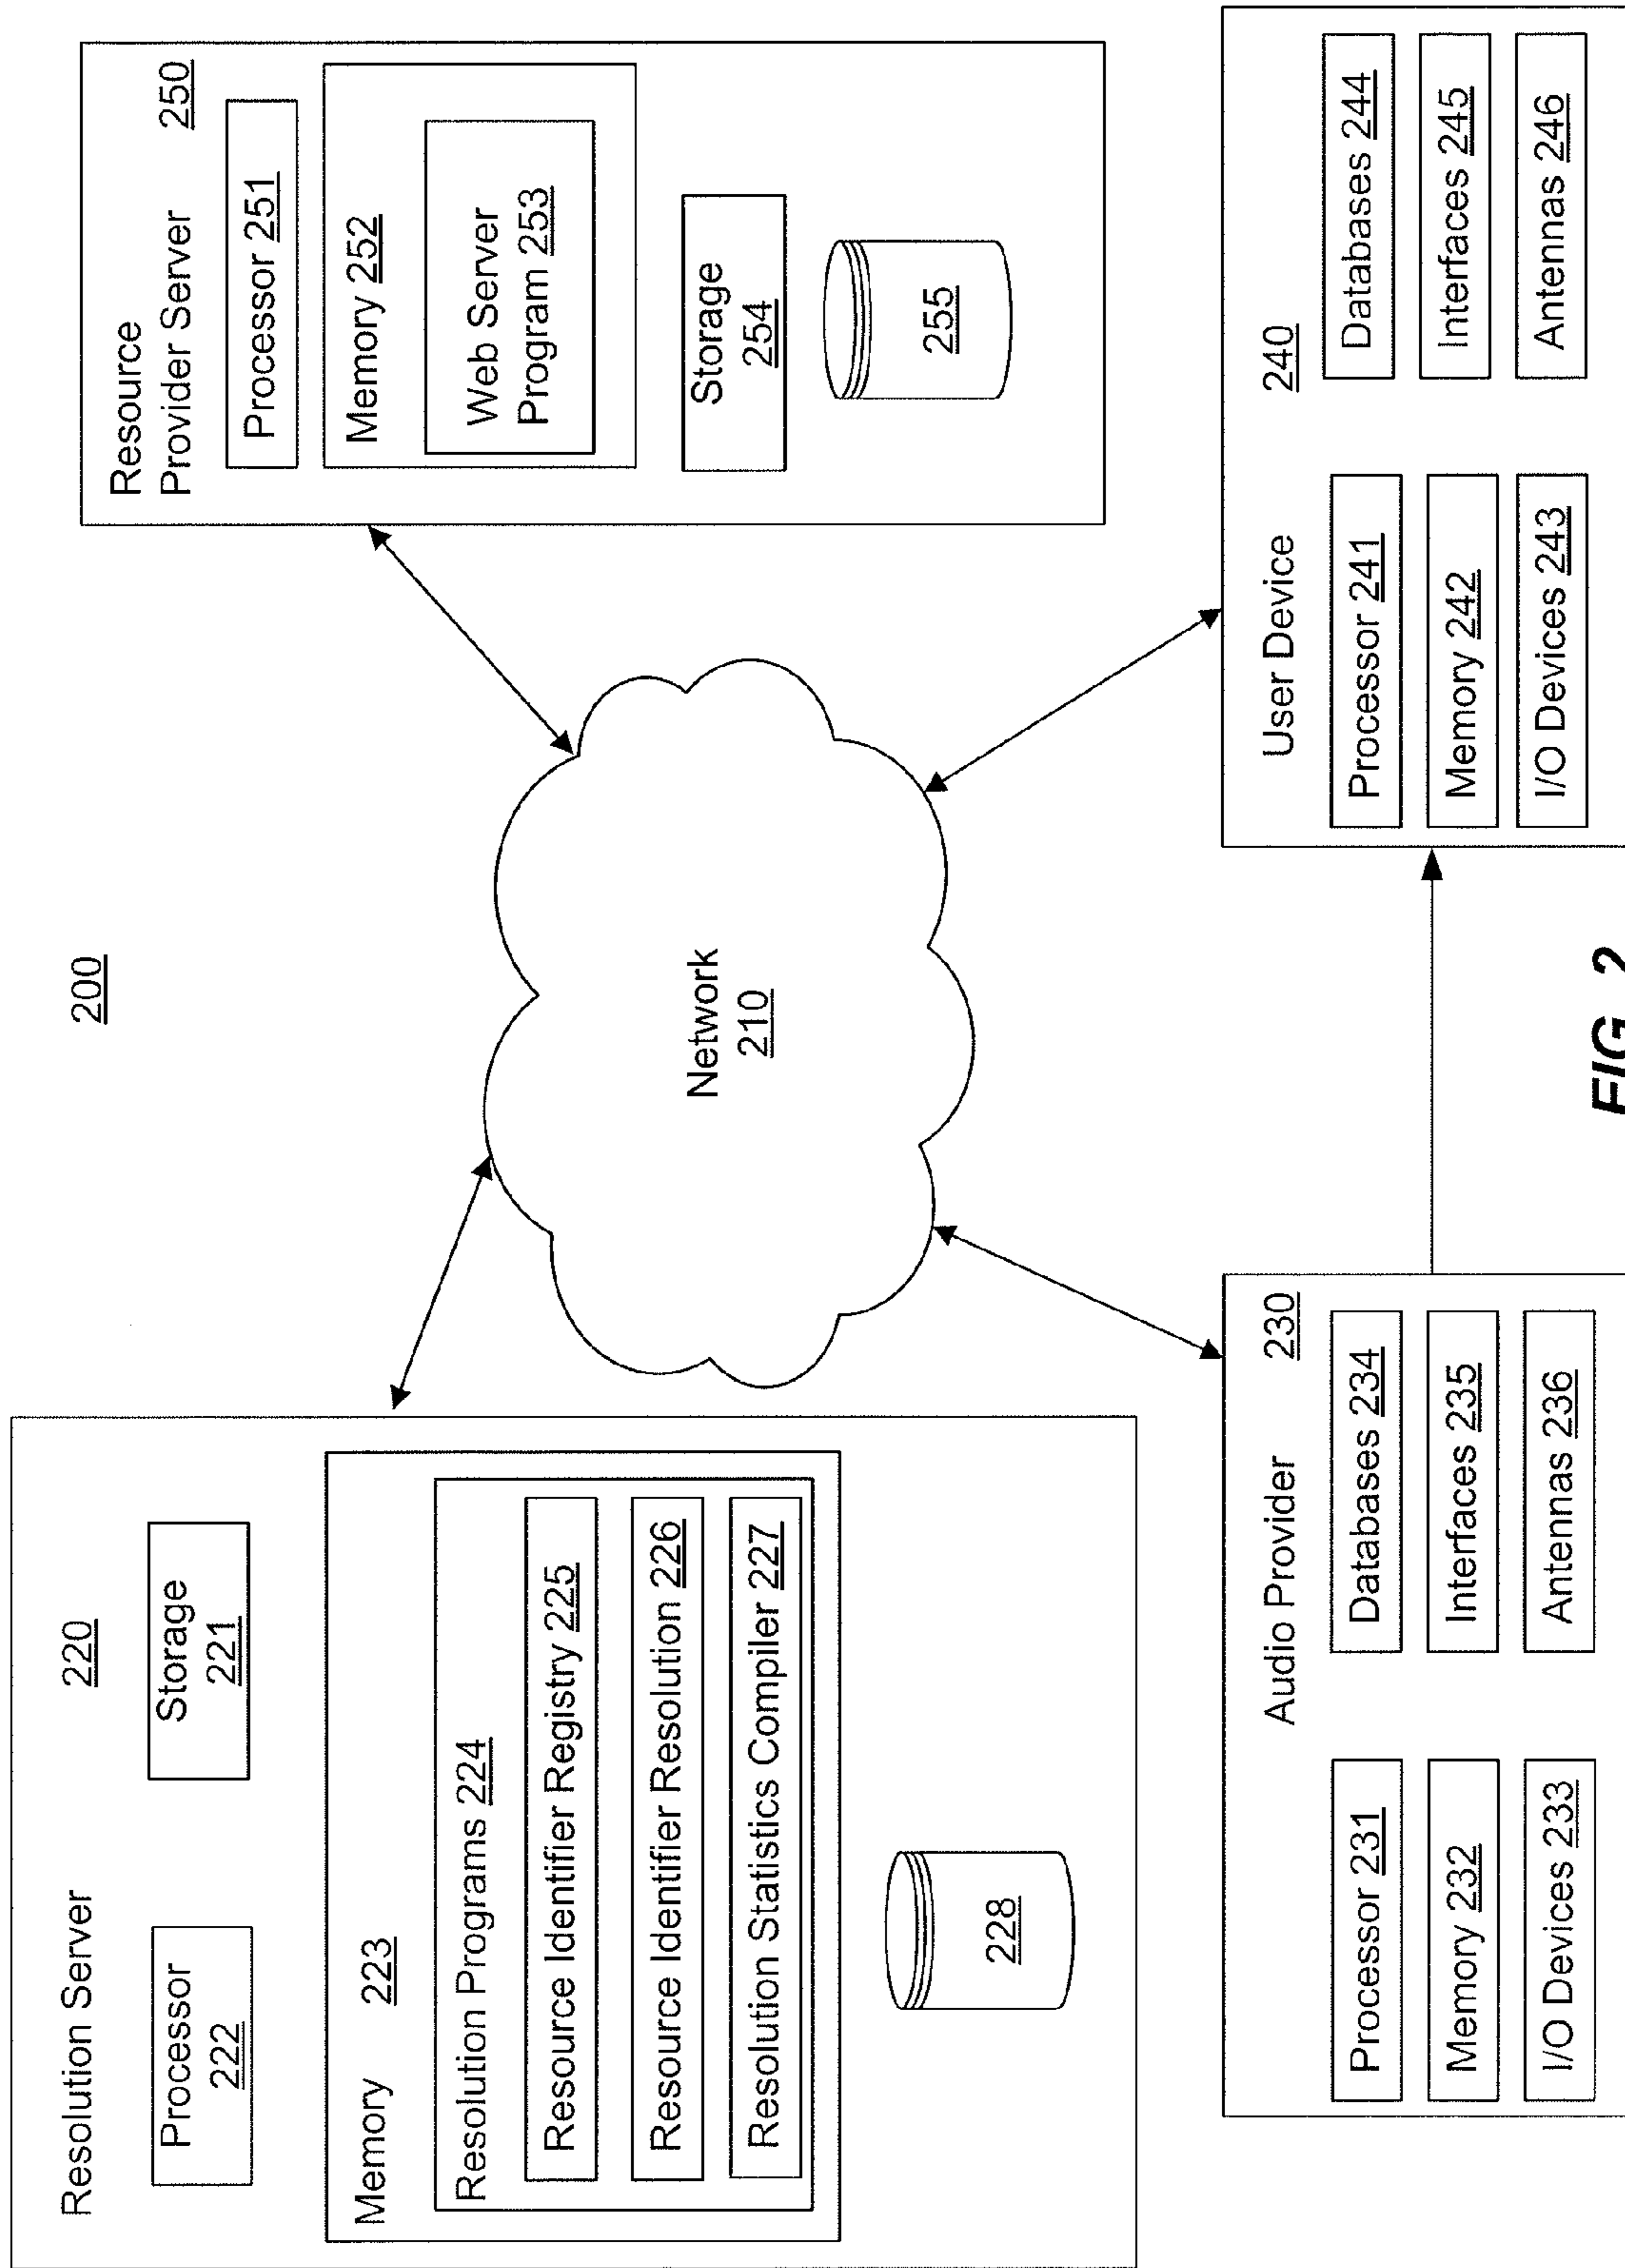 200
Resolution Server 220
Processor
222
Storage
221
Memory 223
Resolution Programs 224
Resource Identifier Registry 225
Resource Identifier Resolution 226
Resolution Statistics Compiler 227
228
Network
210
Resource
Provider Server 250
Processor 251
Memory 252
Web Server
Program 253
Storage
254
255
Audio Provider 230
Processor 231
Memory 232
I/O Devices 233
Databases 234
Interfaces 235
Antennas 236
User Device 240
Processor 241
Memory 242
I/O Devices 243
Databases 244
Interfaces 245
Antennas 246
FIG. 2